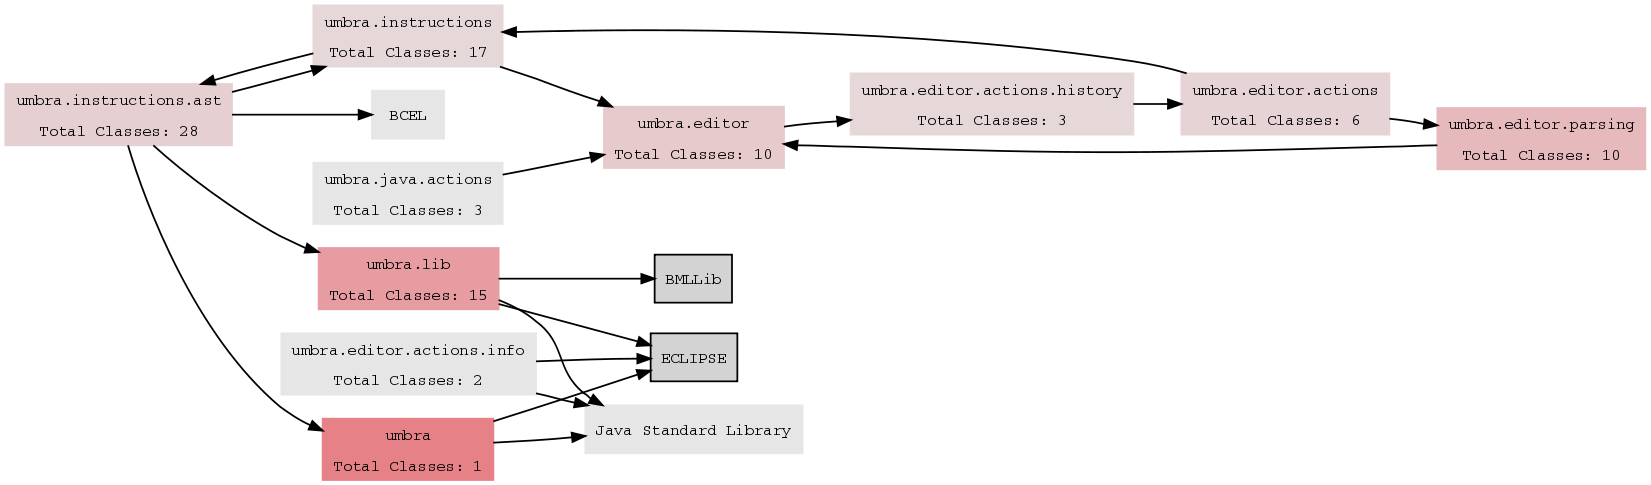 umbra.instructions
Total Classes: 17
umbra.instructions.ast
Total Classes: 28
BCEL
umbra.java.actions
Total Classes: 3
umbra.editor
Total Classes: 10
umbra.editor.actions.history
Total Classes: 3
umbra.editor.actions
Total Classes: 6
umbra.editor.parsing
Total Classes: 10
umbra.lib
Total Classes: 15
BMLLib
umbra.editor.actions.info
Total Classes: 2
ECLIPSE
umbra
Total Classes: 1
Java Standard Library